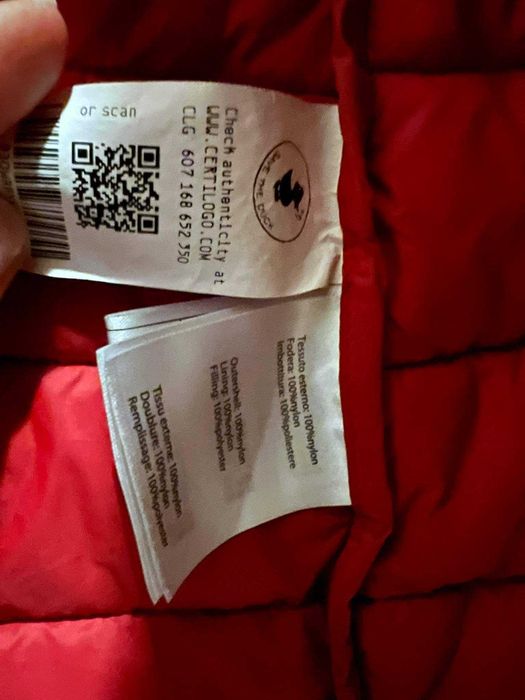 or scan
Check authenticity at
WWW.CERTILOGO.COM
CLG 607 168 652 350
THE DUCK
Tessuto esterno: 100%nylon
Fodera: 100%nylon
Imbottitura: 100%poliestere
Outershell: 100%nylon
Lining: 100%nylon
Filling: 100%polyester
Tissu externe: 100%nylon
Doublure: 100%nylon
Remplissage: 100%polyester